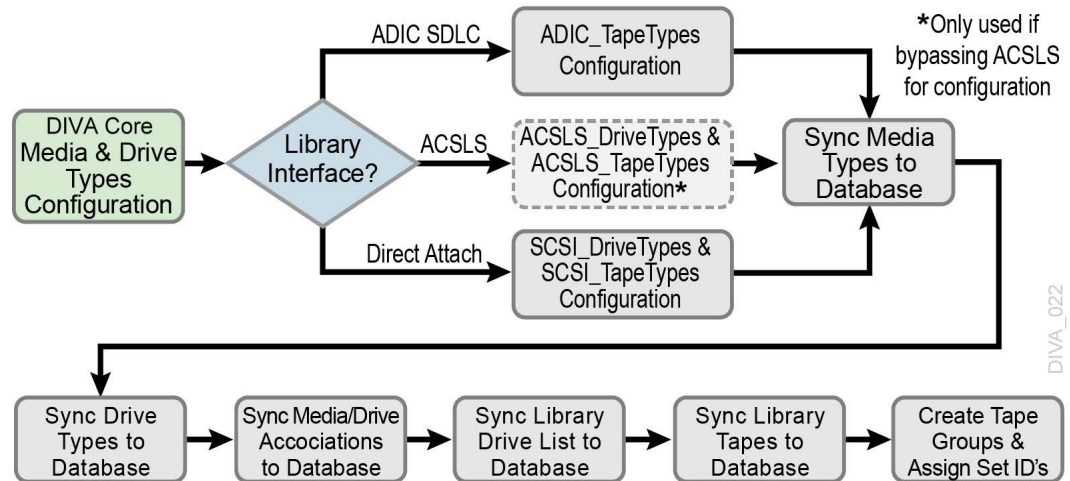 ADIC SDLC
ADIC_TapeTypes
Configuration
*Only used if
bypassing ACSLS
for configuration
DIVA Core
Media & Drive
Types
Configuration
Library
Interface?
ACSLS
ACSLS_DriveTypes &
ACSLS_TapeTypes
Configuration*
Sync Media
Types to
Database
Direct Attach
SCSI_DriveTypes &
SCSI_TapeTypes
Configuration
DIVA_022
Sync Drive
Types to
Database
Sync Media/Drive
Accociations
to Database
Sync Library
Drive List to
Database
Sync Library
Tapes to
Database
Create Tape
Groups &
Assign Set ID's